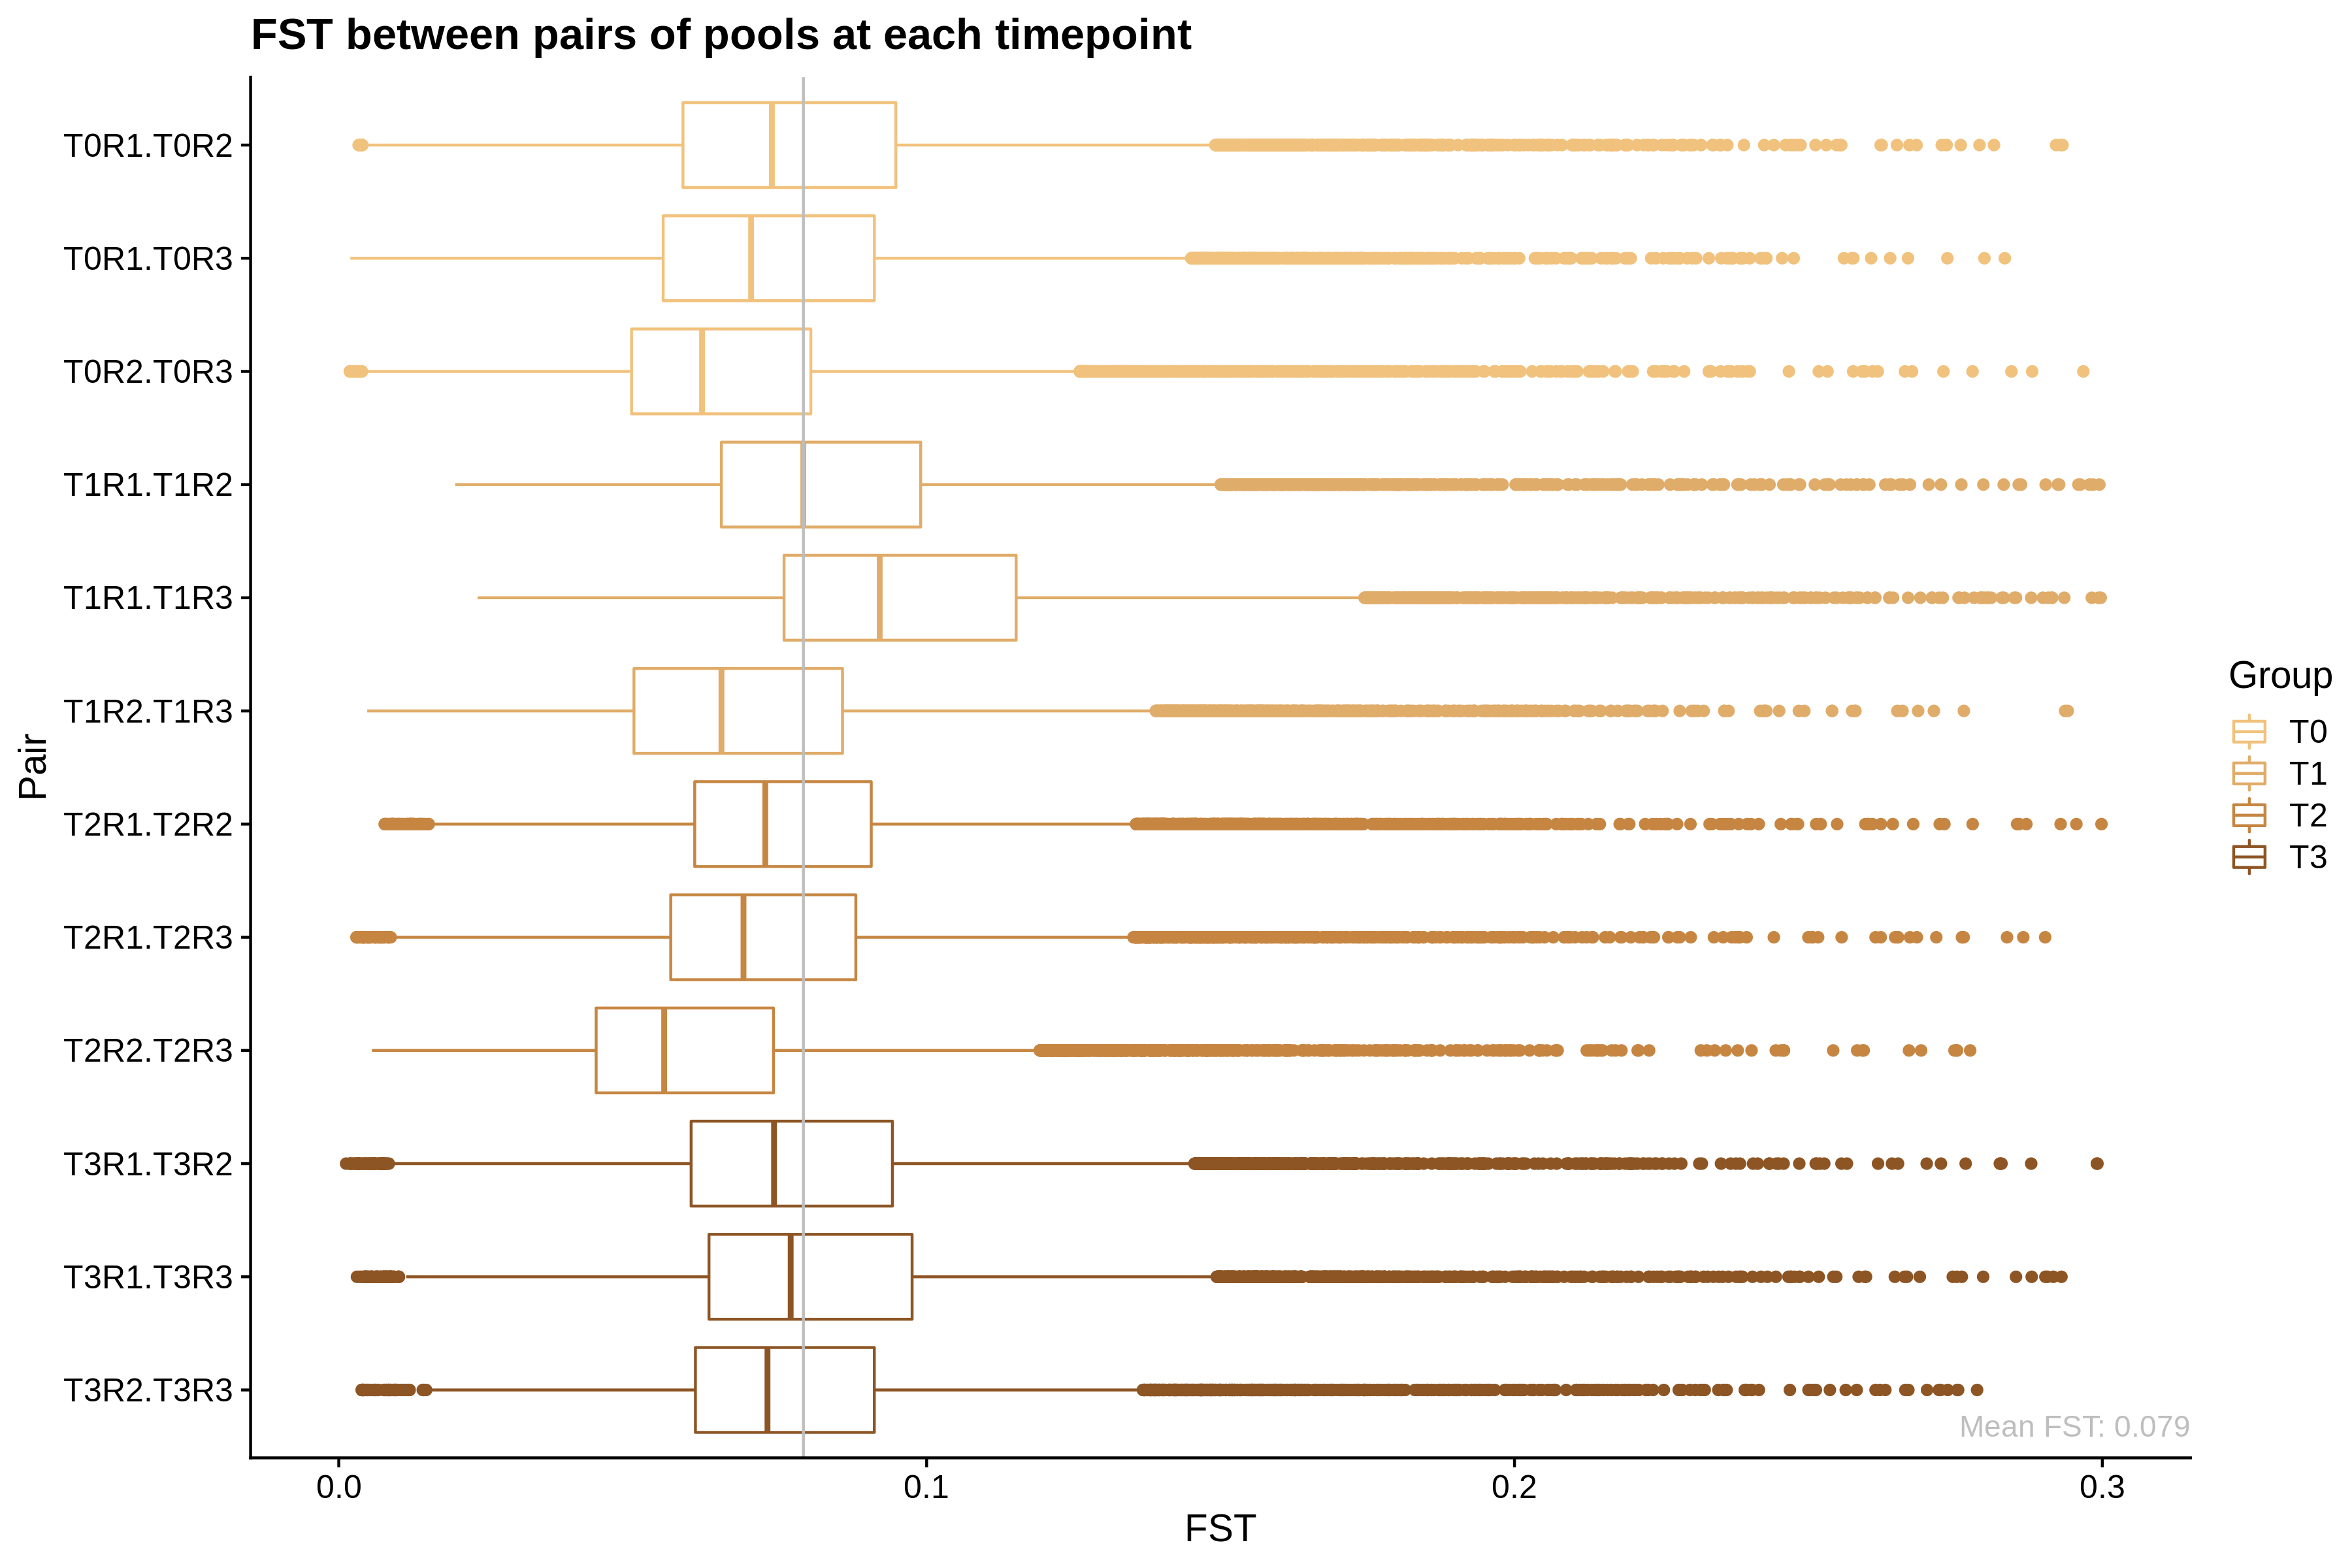 FST between pairs of pools at each timepoint
T0R1.T0R2
T0R1.T0R3
T0R2.T0R3
T1R1.T1R2
T1R1.T1R3
T1R2.T1R3
T2R1.T2R2
T2R1.T2R3
T2R2.T2R3
T3R1.T3R2
T3R1.T3R3
T3R2.T3R3
Pair
Group
T0
T1
T2
T3
Mean FST: 0.079
0.0 0.1 0.2 0.3
FST